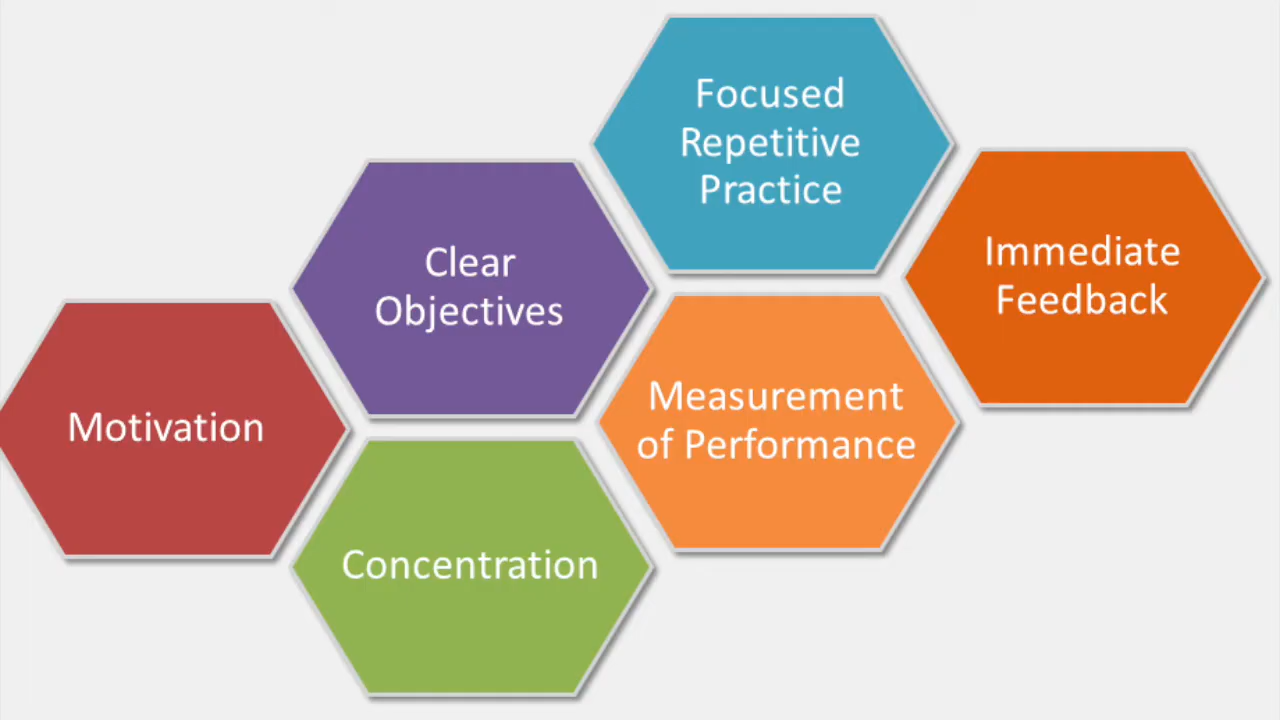 Motivation
Clear
Objectives
Concentration
Focused
Repetitive
Practice
Measurement
of Performance
Immediate
Feedback